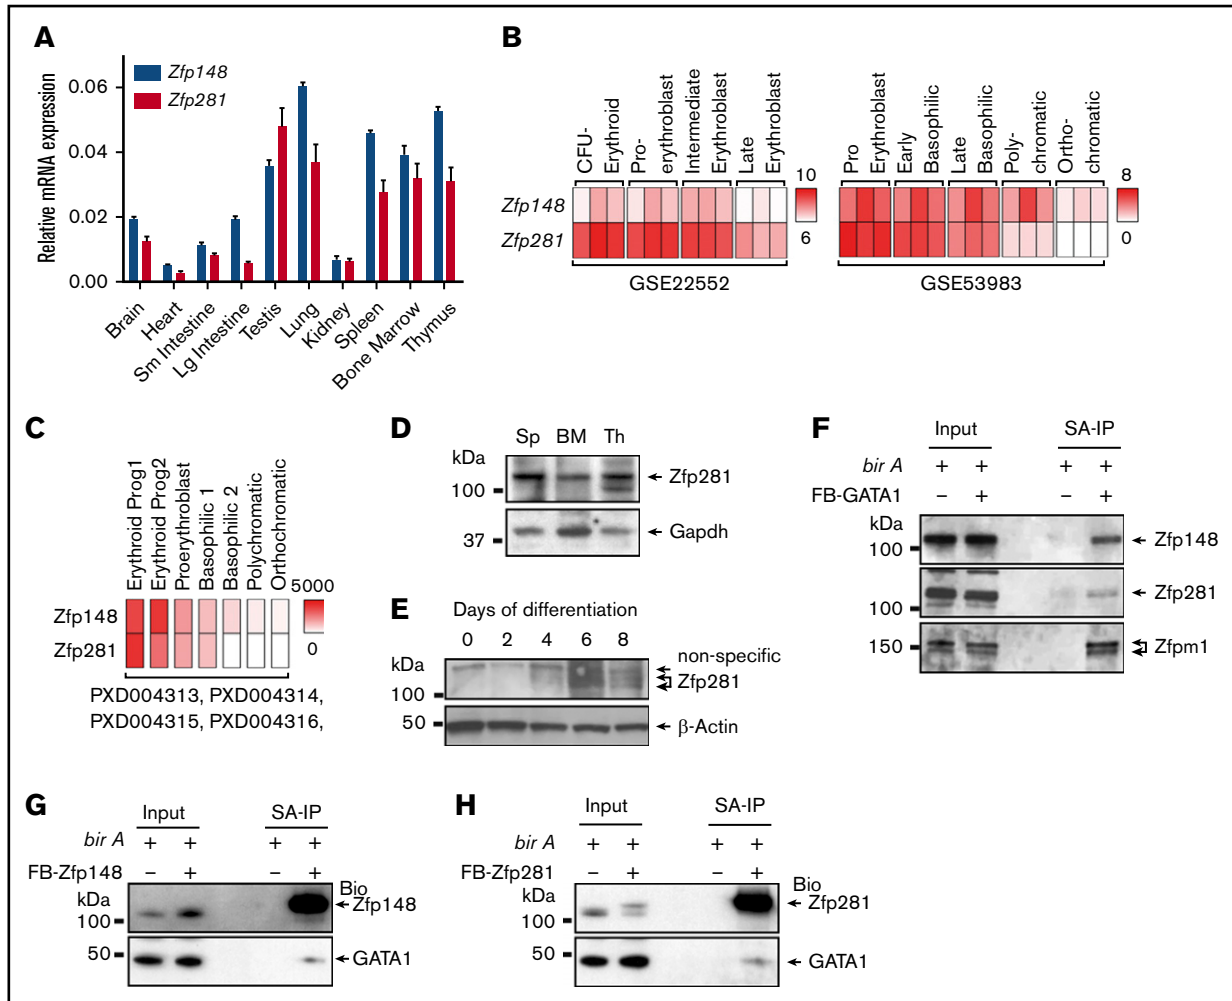 A
Relative mRNA expression
0.06
0.04
0.02
0.00
Zfp148
Zfp281
Brain
Heart
Sm Intestine
Lg Intestine
Testis
Lung
Kidney
Spleen
Bone Marrow
Thymus
B
CFU-
Erythroid
Pro-
erythroblast
Intermediate
Erythroblast
Late
Erythroblast
Pro
Erythroblast
Early
Basophilic
Late
Basophilic
Poly-
chromatic
Ortho-
chromatic
Zfp148
Zfp281
10
6
8
0
GSE22552
GSE53983
C
Erythroid Prog1
Erythroid Prog2
Proerythroblast
Basophilic 1
Basophilic 2
Polychromatic
Orthochromatic
5000
0
Zfp148
Zfp281
PXD004313, PXD004314,
PXD004315, PXD004316,
D
Sp BM Th
kDa
100
37
Zfp281
Gapdh
E
Days of differentiation
0 2 4 6 8
kDa
100
50
non-specific
Zfp281
β-Actin
F
Input SA-IP
bir A + + + +
FB-GATA1 – + – +
kDa
100
100
150
Zfp148
Zfp281
Zfpm1
G
Input SA-IP
bir A + + + +
FB-Zfp148 – + – +
kDa
100
50
Bio
Zfp148
GATA1
H
Input SA-IP
bir A + + + +
FB-Zfp281 – + – +
kDa
100
50
Bio
Zfp281
GATA1